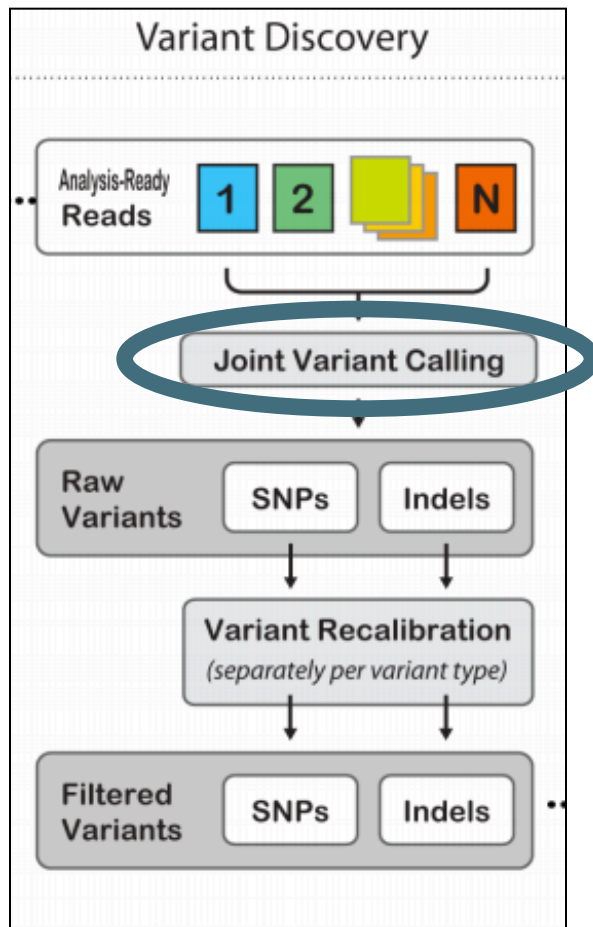 Variant Discovery
Analysis-Ready
Reads
1 2 N
Joint Variant Calling
Raw
Variants
SNPs Indels
Variant Recalibration
(separately per variant type)
Filtered
Variants
SNPs Indels